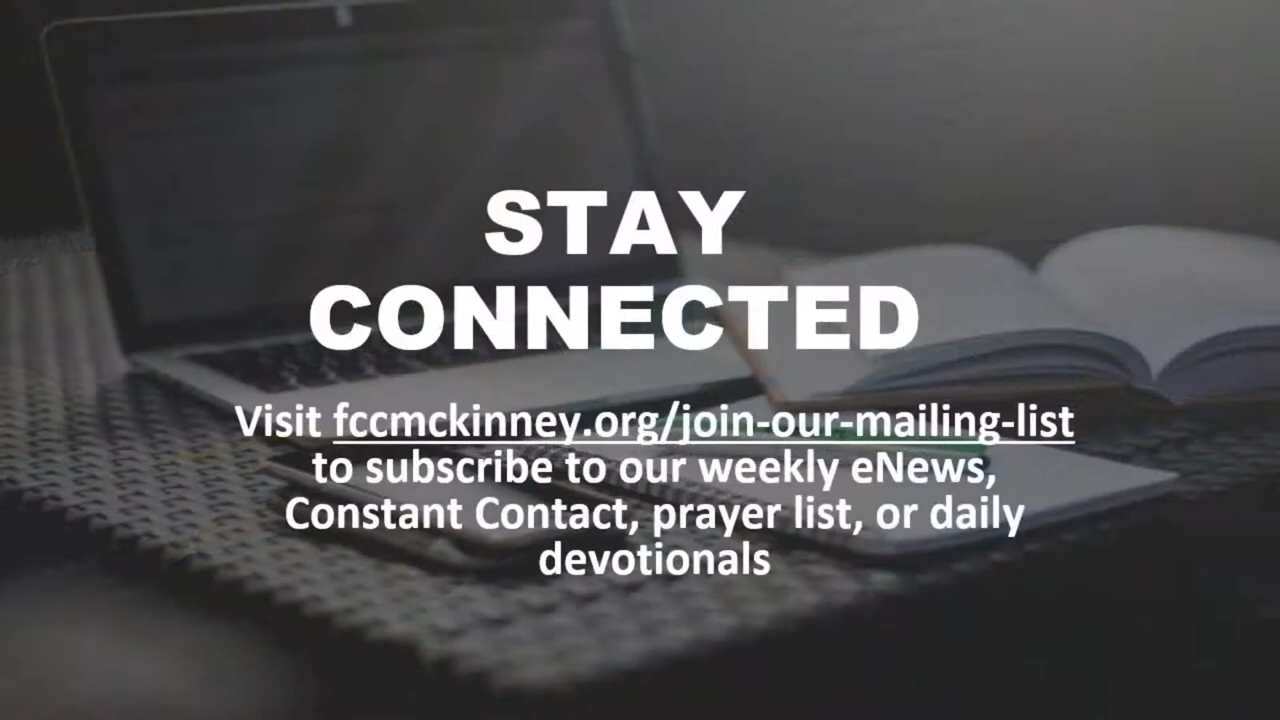 STAY
CONNECTED
Visit fccmckinney.org/join-our-mailing-list
to subscribe to our weekly eNews,
Constant Contact, prayer list, or daily
devotionals